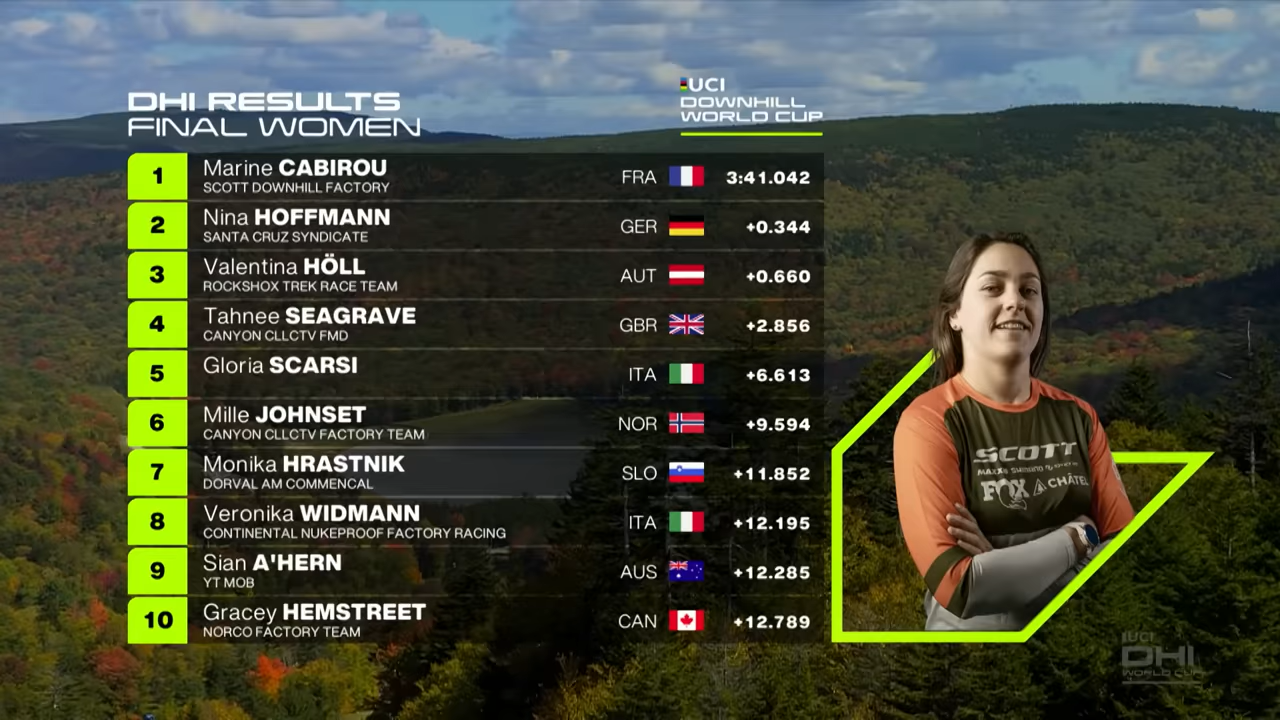 DHI RESULTS
FINAL WOMEN
UCI
DOWNHILL
WORLD CUP
1 Marine CABIROU FRA 3:41.042
SCOTT DOWNHILL FACTORY
2 Nina HOFFMANN GER +0.344
SANTA CRUZ SYNDICATE
3 Valentina HÖLL AUT +0.660
ROCKSHOX TREK RACE TEAM
4 Tahnee SEAGRAVE GBR +2.856
CANYON CLLCTV FMD
5 Gloria SCARSI ITA +6.613
6 Mille JOHNSET NOR +9.594
CANYON CLLCTV FACTORY TEAM
7 Monika HRASTNIK SLO +11.852
DORVAL AM COMMENCAL
8 Veronika WIDMANN ITA +12.195
CONTINENTAL NUKEPROOF FACTORY RACING
9 Sian A'HERN AUS +12.285
YT MOB
10 Gracey HEMSTREET CAN +12.789
NORCO FACTORY TEAM
SCOTT
MAXXIS SHIMANO
FOX CHÂTEL
UCI
DHI
WORLD CUP